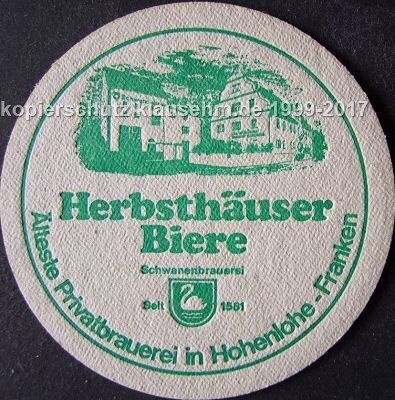 kopierschutz klausehm.de 1999-2017
Herbsthäuser
Biere
Schwanenbrauerei
Seit 1581
Älteste Privatbrauerei in Hohenlohe-Franken